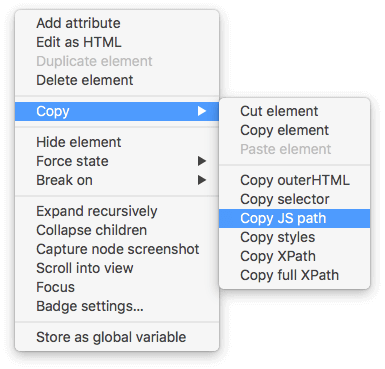 Add attribute
Edit as HTML
Duplicate element
Delete element
Copy
Hide element
Force state
Break on
Expand recursively
Collapse children
Capture node screenshot
Scroll into view
Focus
Badge settings...
Store as global variable
Cut element
Copy element
Paste element
Copy outerHTML
Copy selector
Copy JS path
Copy styles
Copy XPath
Copy full XPath